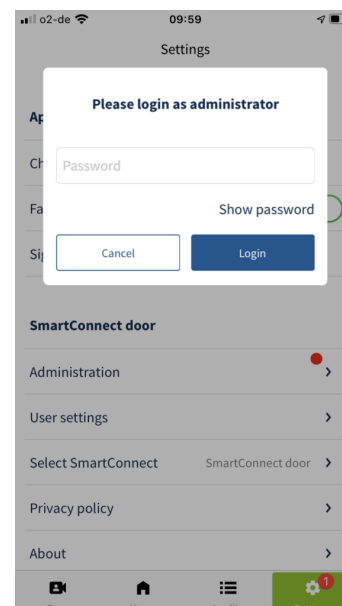 o2-de 09:59
Settings
Please login as administrator
Password
Show password
Cancel Login
SmartConnect door
Administration
User settings
Select SmartConnect SmartConnect door
Privacy policy
About
1